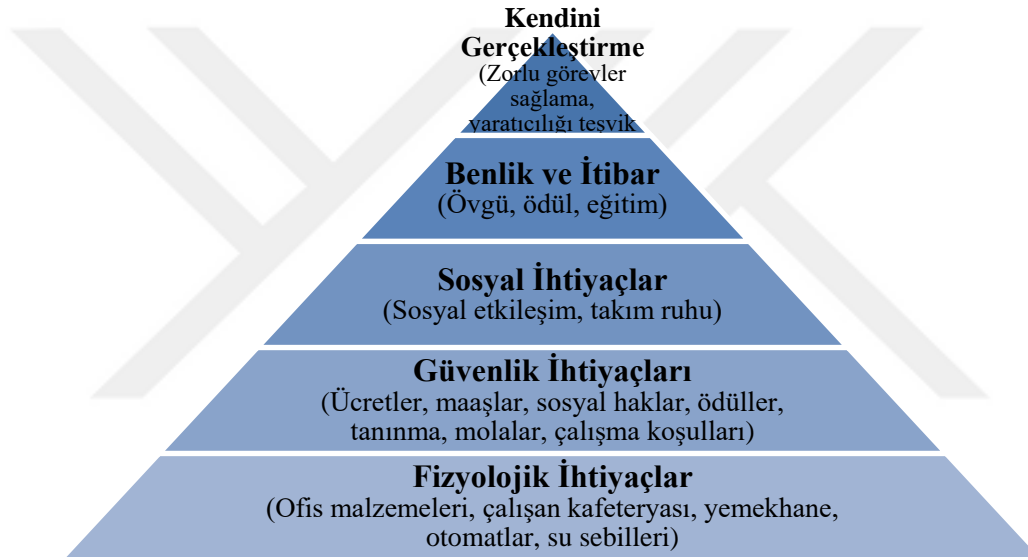 Kendini
Gerçekleştirme
(Zorlu görevler
sağlama,
yaratıcılığı teşvik
Benlik ve İtibar
(Övgü, ödül, eğitim)
Sosyal İhtiyaçlar
(Sosyal etkileşim, takım ruhu)
Güvenlik İhtiyaçları
(Ücretler, maaşlar, sosyal haklar, ödüller,
tanınma, molalar, çalışma koşulları)
Fizyolojik İhtiyaçlar
(Ofis malzemeleri, çalışan kafeteryası, yemekhane,
otomatlar, su sebilleri)